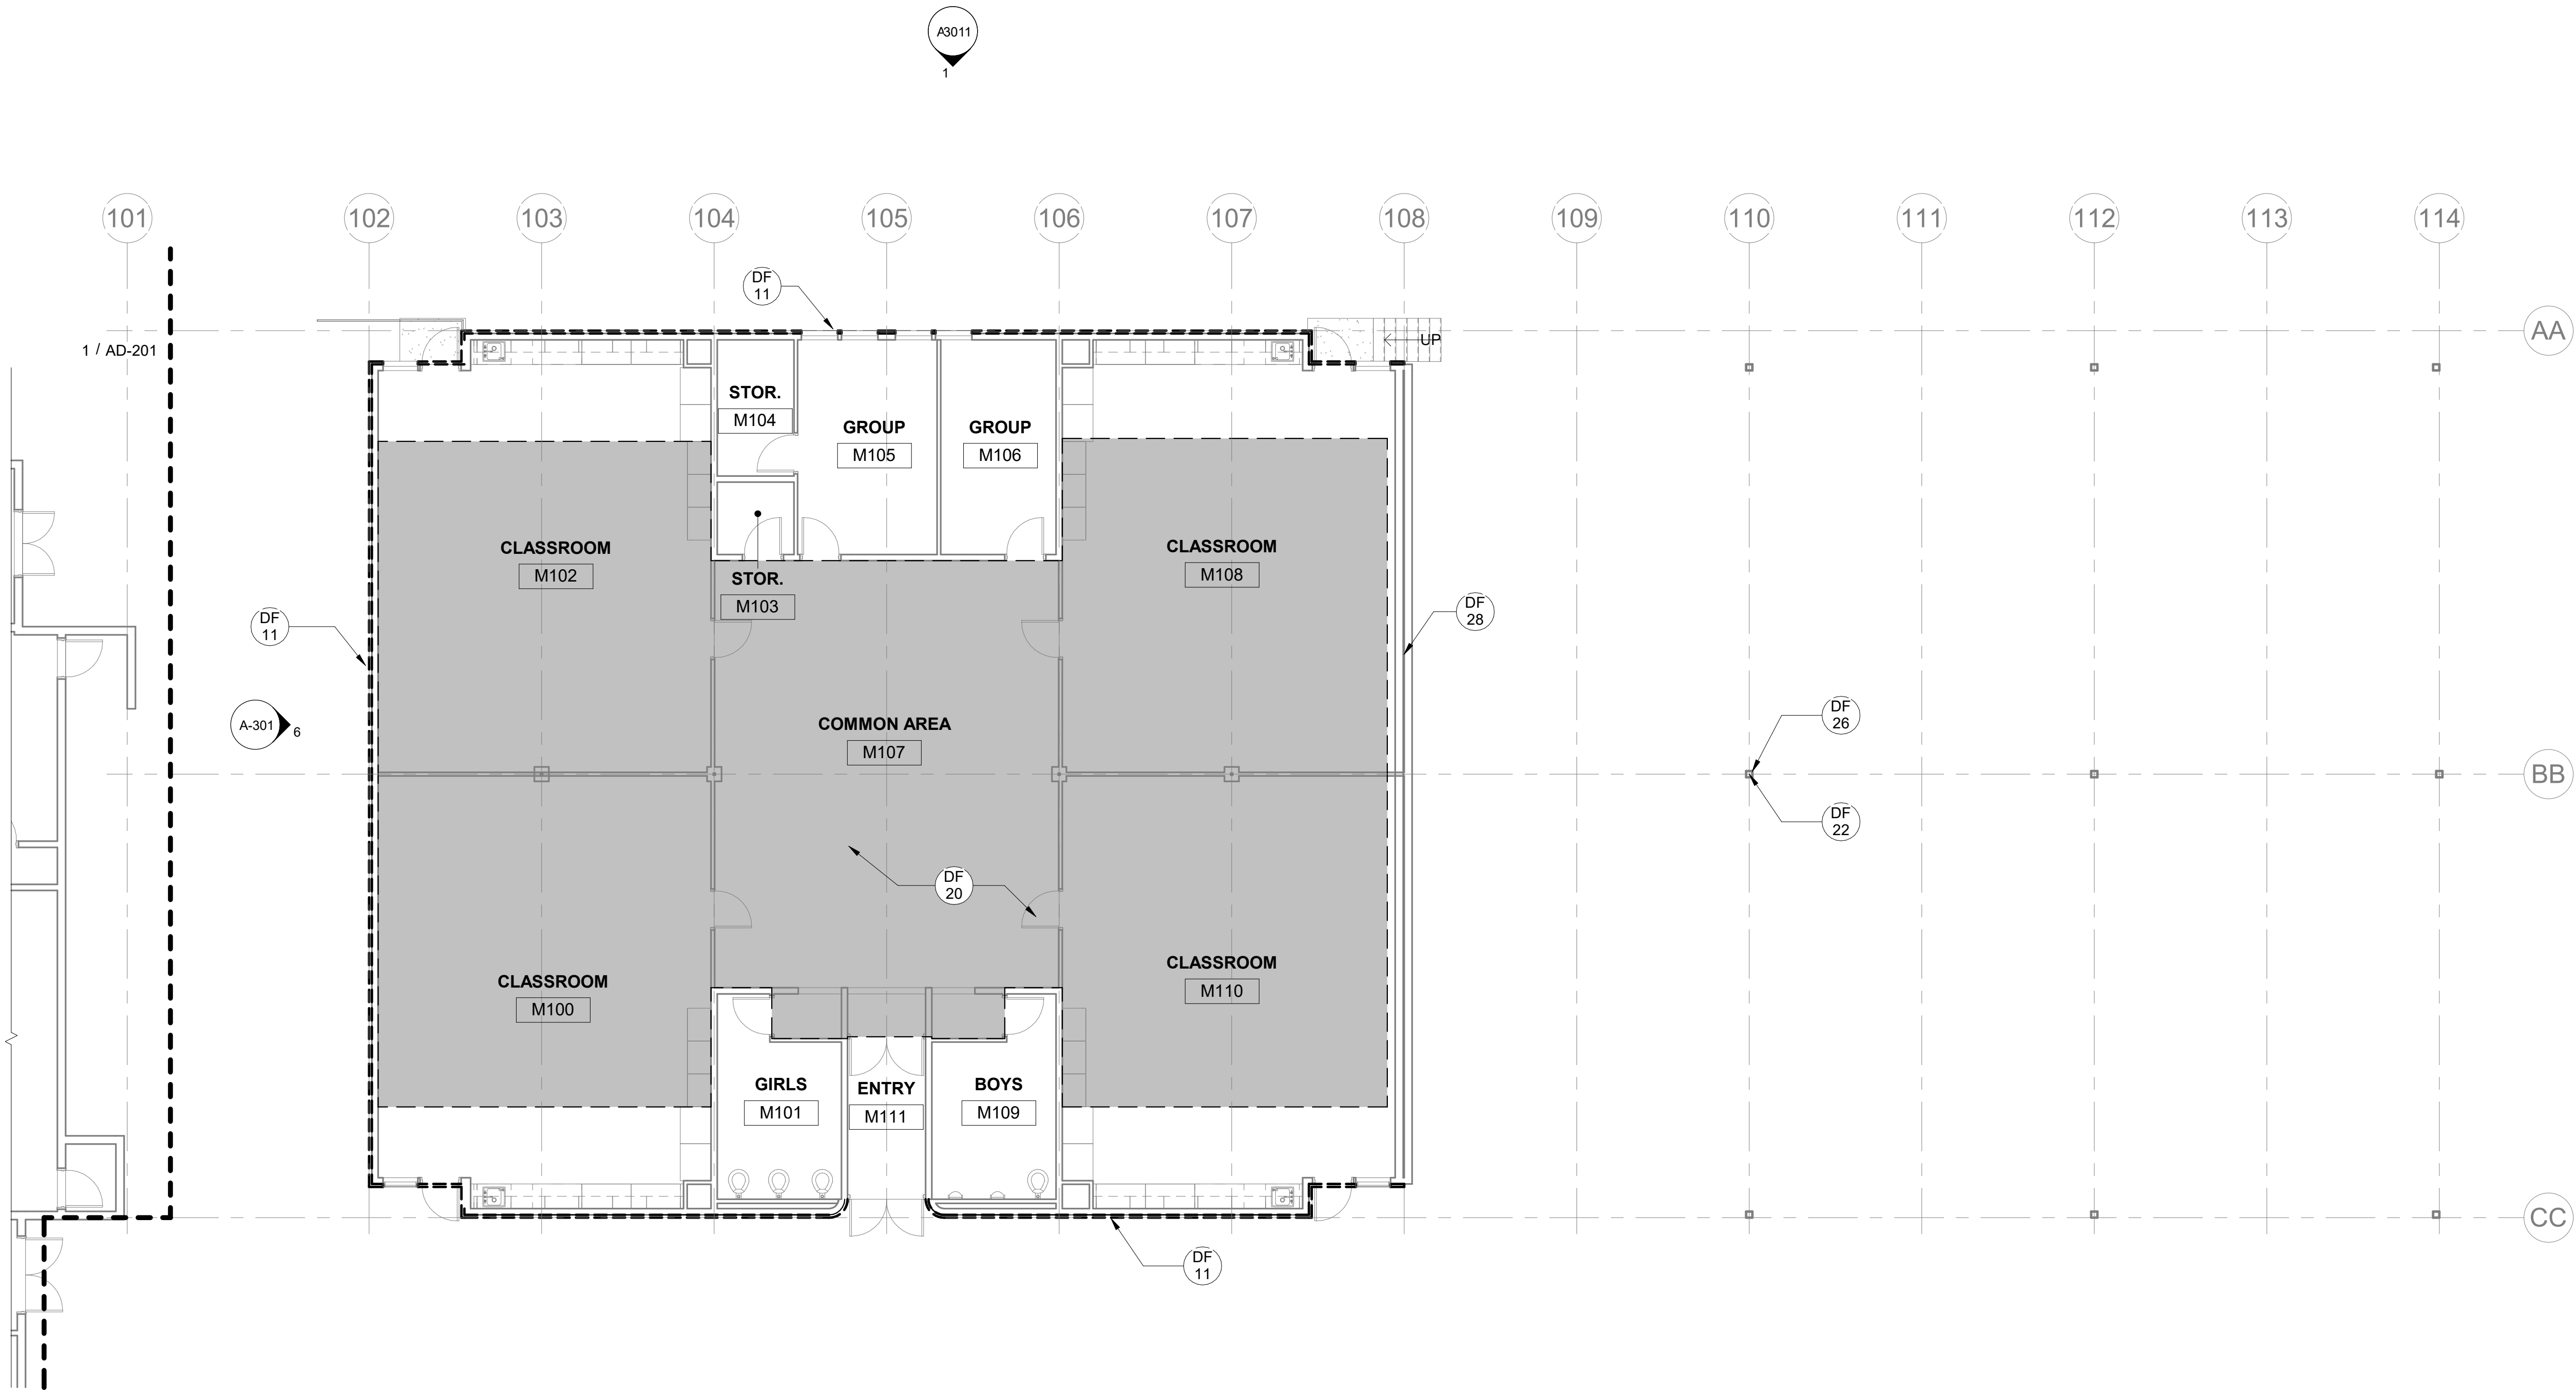 A3011
1
101
102
103
104
105
106
107
108
109
110
111
112
113
114
DF
11
AA
1 / AD-201
UP
STOR.
M104
GROUP
M105
GROUP
M106
CLASSROOM
M102
CLASSROOM
M108
STOR.
M103
DF
11
DF
28
A-301
6
COMMON AREA
M107
DF
26
BB
DF
22
DF
20
CLASSROOM
M100
CLASSROOM
M110
GIRLS
M101
ENTRY
M111
BOYS
M109
CC
DF
11